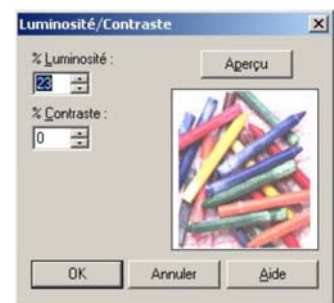 Luminosité/Contraste
% Luminosité :
Aperçu
23
% Contraste :
0
OK
Annuler
Aide